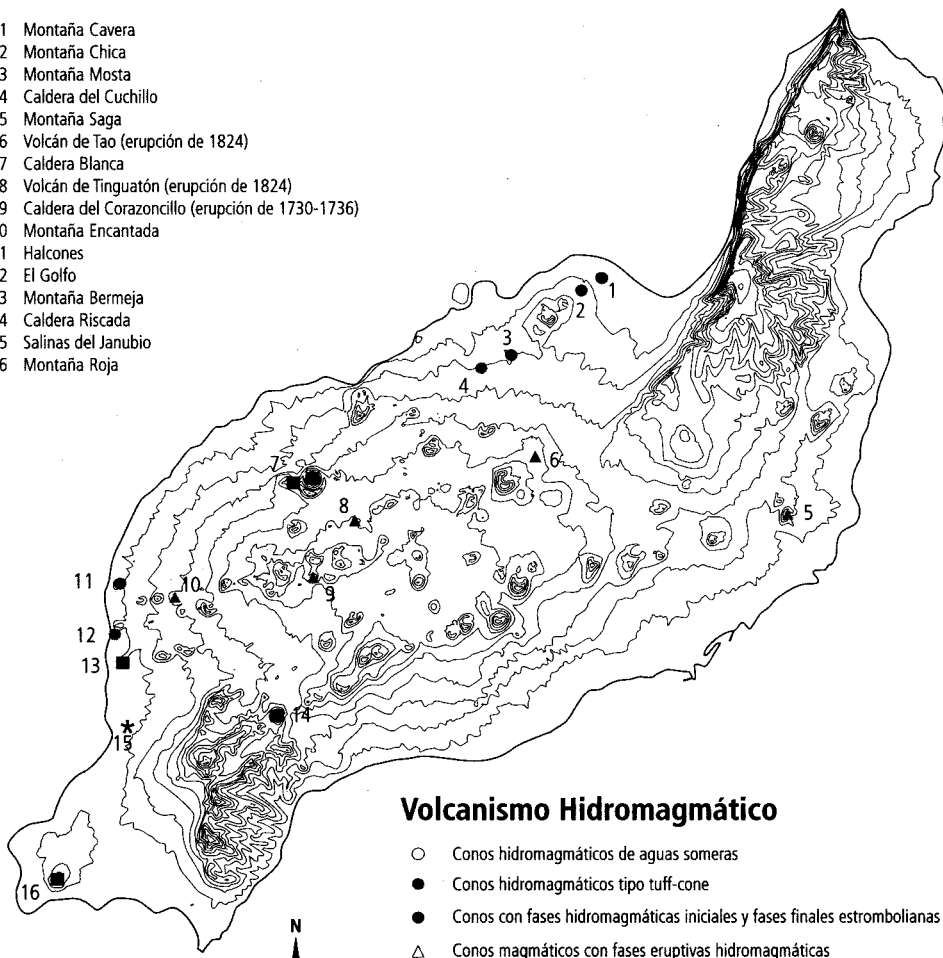 1 Montaña Cavera
2 Montaña Chica
3 Montaña Mosta
4 Caldera del Cuchillo
5 Montaña Saga
6 Volcán de Tao (erupción de 1824)
7 Caldera Blanca
8 Volcán de Tinguatón (erupción de 1824)
9 Caldera del Corazoncillo (erupción de 1730-1736)
0 Montaña Encantada
1 Halcones
2 El Golfo
3 Montaña Bermeja
4 Caldera Riscada
5 Salinas del Janubio
6 Montaña Roja
1
2
3
4
7
6
8
5
9
10
11
12
13
14
15
16
Volcanismo Hidromagmático
Conos hidromagmáticos de aguas someras
Conos hidromagmáticos tipo tuff-cone
Conos con fases hidromagmáticas iniciales y fases finales estrombolianas
Conos magmáticos con fases eruptivas hidromagmáticas
N